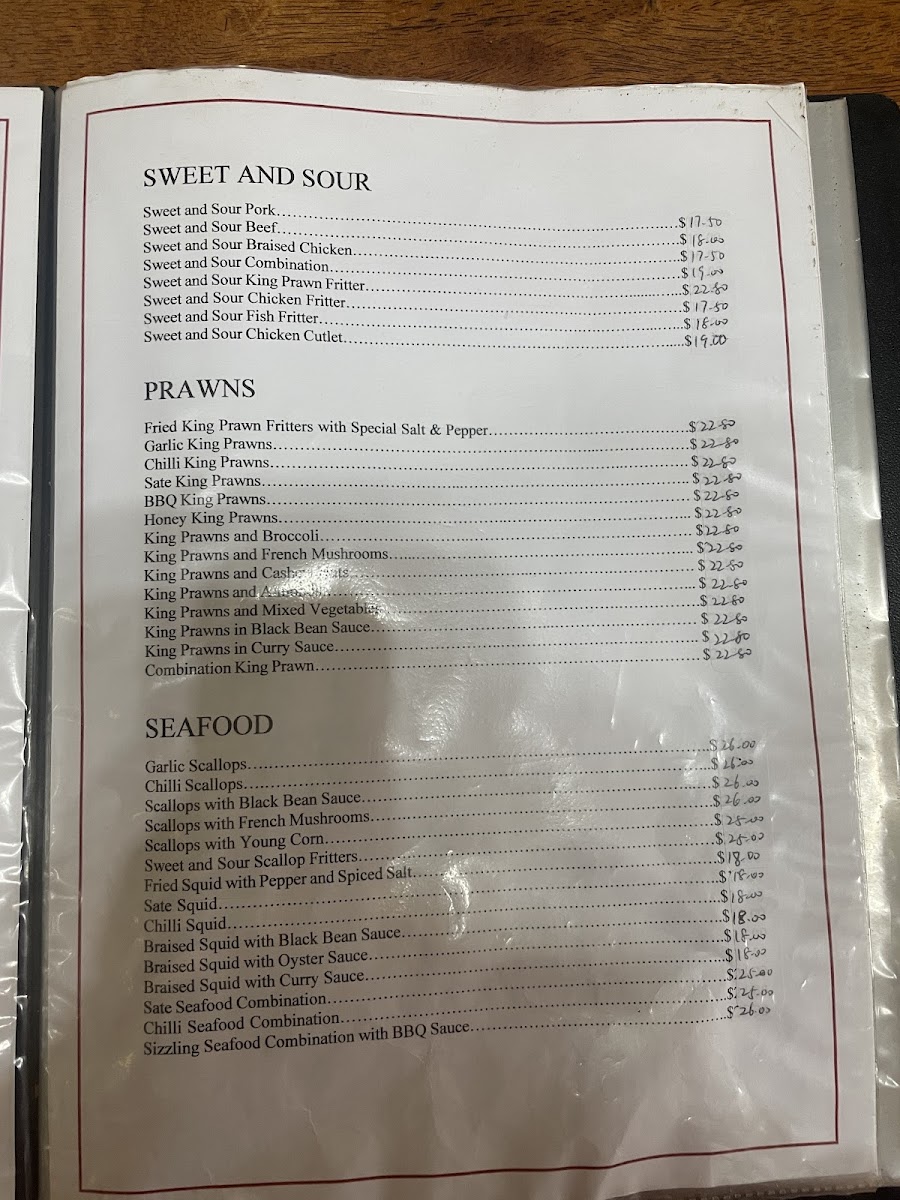 SWEET AND SOUR
Sweet and Sour Pork....................$17.50
Sweet and Sour Beef....................$18.00
Sweet and Sour Braised Chicken....................$17-50
Sweet and Sour Combination....................$19.00
Sweet and Sour King Prawn Fritter....................$22.80
Sweet and Sour Chicken Fritter....................$17-50
Sweet and Sour Fish Fritter....................$18.00
Sweet and Sour Chicken Cutlet....................$19.00
PRAWNS
Fried King Prawn Fritters with Special Salt & Pepper....................$22-80
Garlic King Prawns....................$22-80
Chilli King Prawns....................$22-80
Sate King Prawns....................$22-80
BBQ King Prawns....................$22-80
Honey King Prawns....................$22-80
King Prawns and Broccoli....................$22-80
King Prawns and French Mushrooms....................$22-80
King Prawns and Cashew Nuts....................$22-80
King Prawns and ....................$22-80
King Prawns and Mixed Vegetables....................$22.80
King Prawns in Black Bean Sauce....................$22-80
King Prawns in Curry Sauce....................$22-80
Combination King Prawn....................$22-80
SEAFOOD
Garlic Scallops....................$26.00
Chilli Scallops....................$26.00
Scallops with Black Bean Sauce....................$26.00
Scallops with French Mushrooms....................$26.00
Scallops with Young Corn....................$25.00
Sweet and Sour Scallop Fritters....................$25.00
Fried Squid with Pepper and Spiced Salt....................$18.00
Sate Squid....................$18.00
Chilli Squid....................$18.00
Braised Squid with Black Bean Sauce....................$18.00
Braised Squid with Oyster Sauce....................$18.00
Braised Squid with Curry Sauce....................$18.00
Sate Seafood Combination....................$25.00
Chilli Seafood Combination....................$25.00
Sizzling Seafood Combination with BBQ Sauce....................$26.00